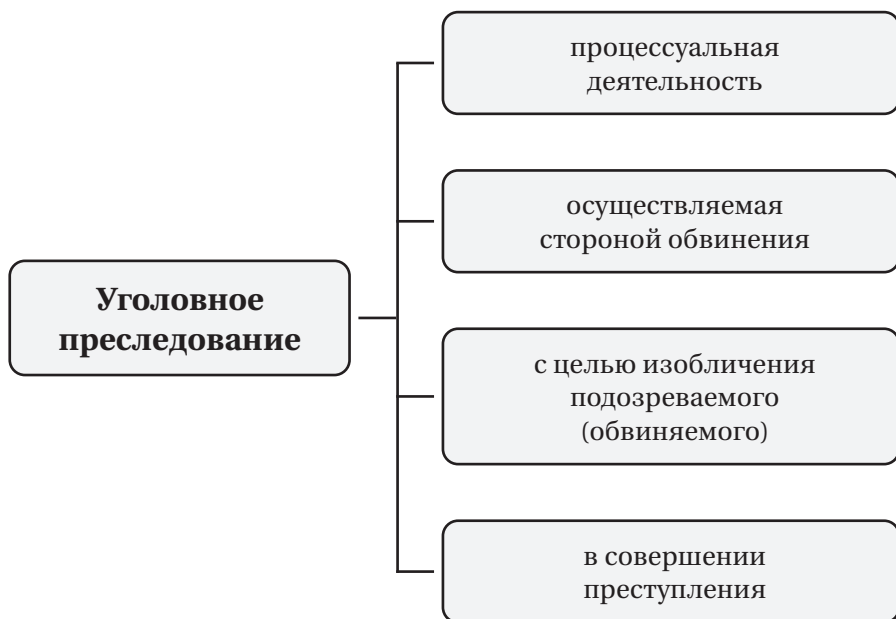 Уголовное
преследование
процессуальная
деятельность
осуществляемая
стороной обвинения
с целью изобличения
подозреваемого
(обвиняемого)
в совершении
преступления